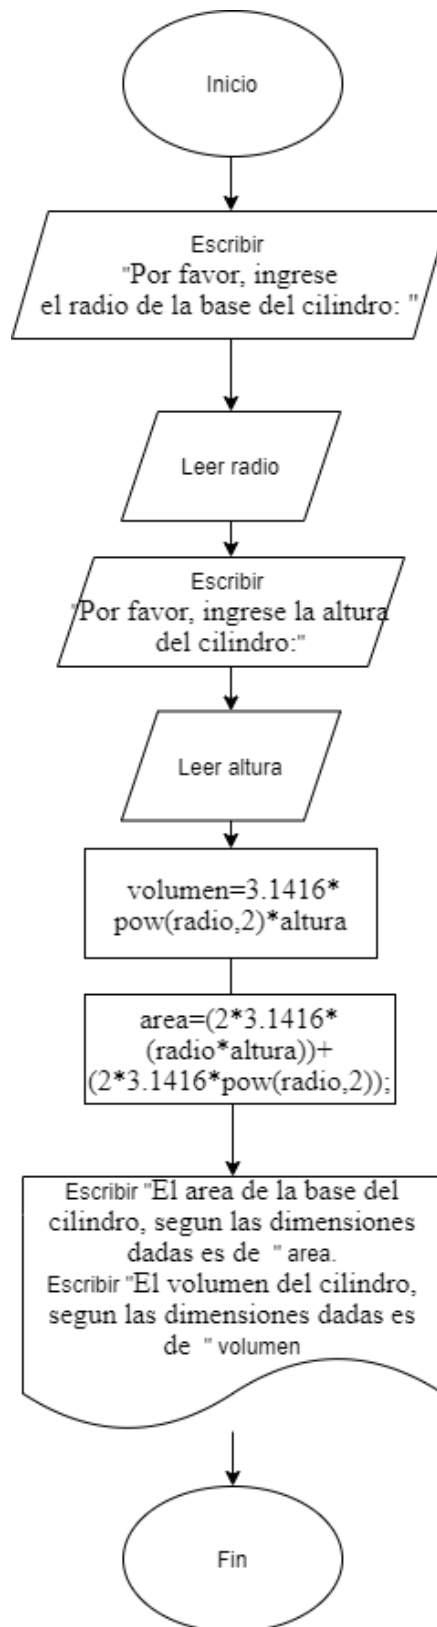 Inicio
Escribir
"Por favor, ingrese
el radio de la base del cilindro: "
Leer radio
Escribir
"Por favor, ingrese la altura
del cilindro:"
Leer altura
volumen=3.1416*
pow(radio,2)*altura
area=(2*3.1416*
(radio*altura))+
(2*3.1416*pow(radio,2));
Escribir "El area de la base del
cilindro, segun las dimensiones
dadas es de " area.
Escribir "El volumen del cilindro,
segun las dimensiones dadas es
de " volumen
Fin